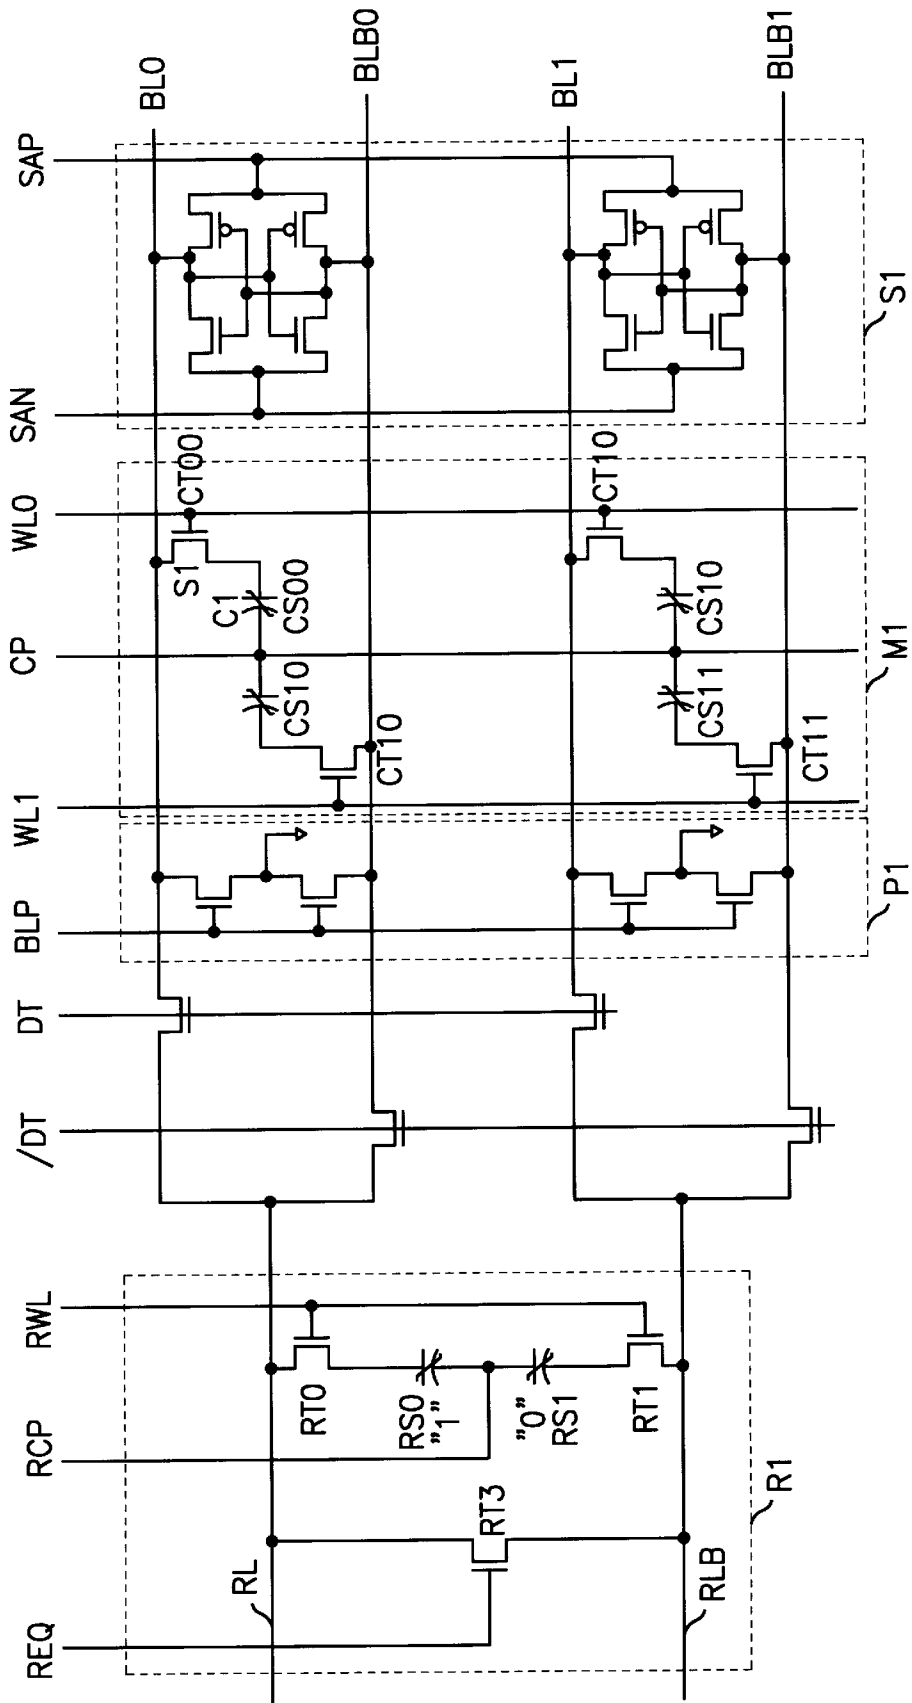 REQ
RCP
RWL
/DT
DT
BLP
WL1
CP
WL0
SAN
SAP
BL0
BLB0
BL1
BLB1
RL
RT3
RLB
R1
RT0
RS0
"1"
"0"
RS1
RT1
P1
CS10
CT10
C1
CS00
S1
CT00
CS11
CT11
CS10
CT10
M1
S1